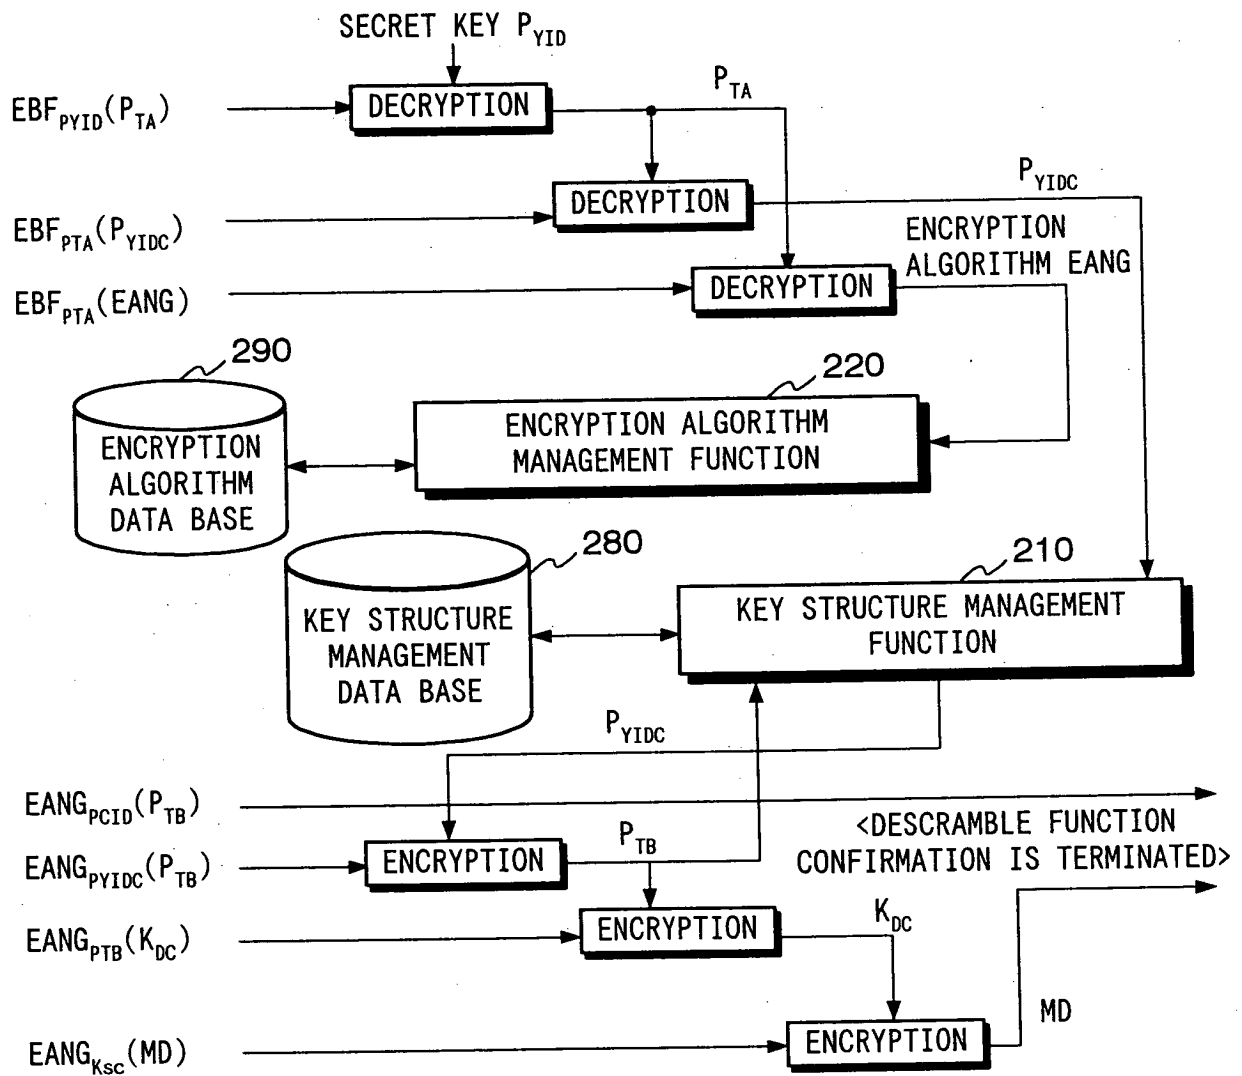 SECRET KEY PYID
EBFPYID(PTA)
DECRYPTION
PTA
DECRYPTION
PYIDC
EBFPTA(PYIDC)
ENCRYPTION
ALGORITHM EANG
EBFPTA(EANG)
DECRYPTION
290
220
ENCRYPTION
ALGORITHM
DATA BASE
ENCRYPTION ALGORITHM
MANAGEMENT FUNCTION
280
210
KEY STRUCTURE
MANAGEMENT
DATA BASE
KEY STRUCTURE MANAGEMENT
FUNCTION
PYIDC
EANGPCID(PTB)
<DESCRAMBLE FUNCTION
CONFIRMATION IS TERMINATED>
EANGPYIDC(PTB)
ENCRYPTION
PTB
EANGPTB(KDC)
ENCRYPTION
KDC
MD
EANGKsc(MD)
ENCRYPTION